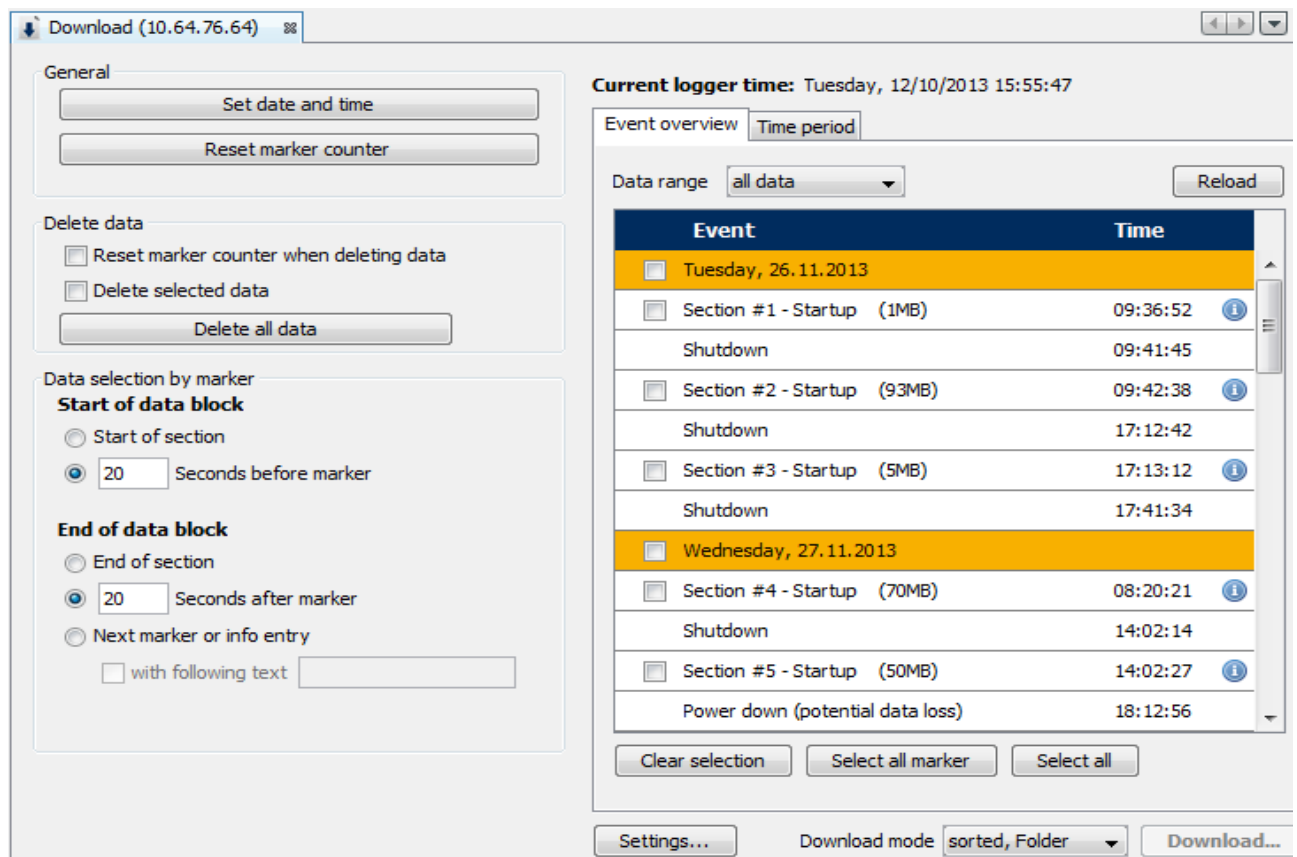 Download (10.64.76.64)
General
Set date and time
Reset marker counter
Delete data
Reset marker counter when deleting data
Delete selected data
Delete all data
Data selection by marker
Start of data block
Start of section
20 Seconds before marker
End of data block
End of section
20 Seconds after marker
Next marker or info entry
with following text
Current logger time: Tuesday, 12/10/2013 15:55:47
Event overview Time period
Data range all data Reload
Event Time
Tuesday, 26.11.2013
Section #1 - Startup (1MB) 09:36:52
Shutdown 09:41:45
Section #2 - Startup (93MB) 09:42:38
Shutdown 17:12:42
Section #3 - Startup (5MB) 17:13:12
Shutdown 17:41:34
Wednesday, 27.11.2013
Section #4 - Startup (70MB) 08:20:21
Shutdown 14:02:14
Section #5 - Startup (50MB) 14:02:27
Power down (potential data loss) 18:12:56
Clear selection Select all marker Select all
Settings... Download mode sorted, Folder Download...